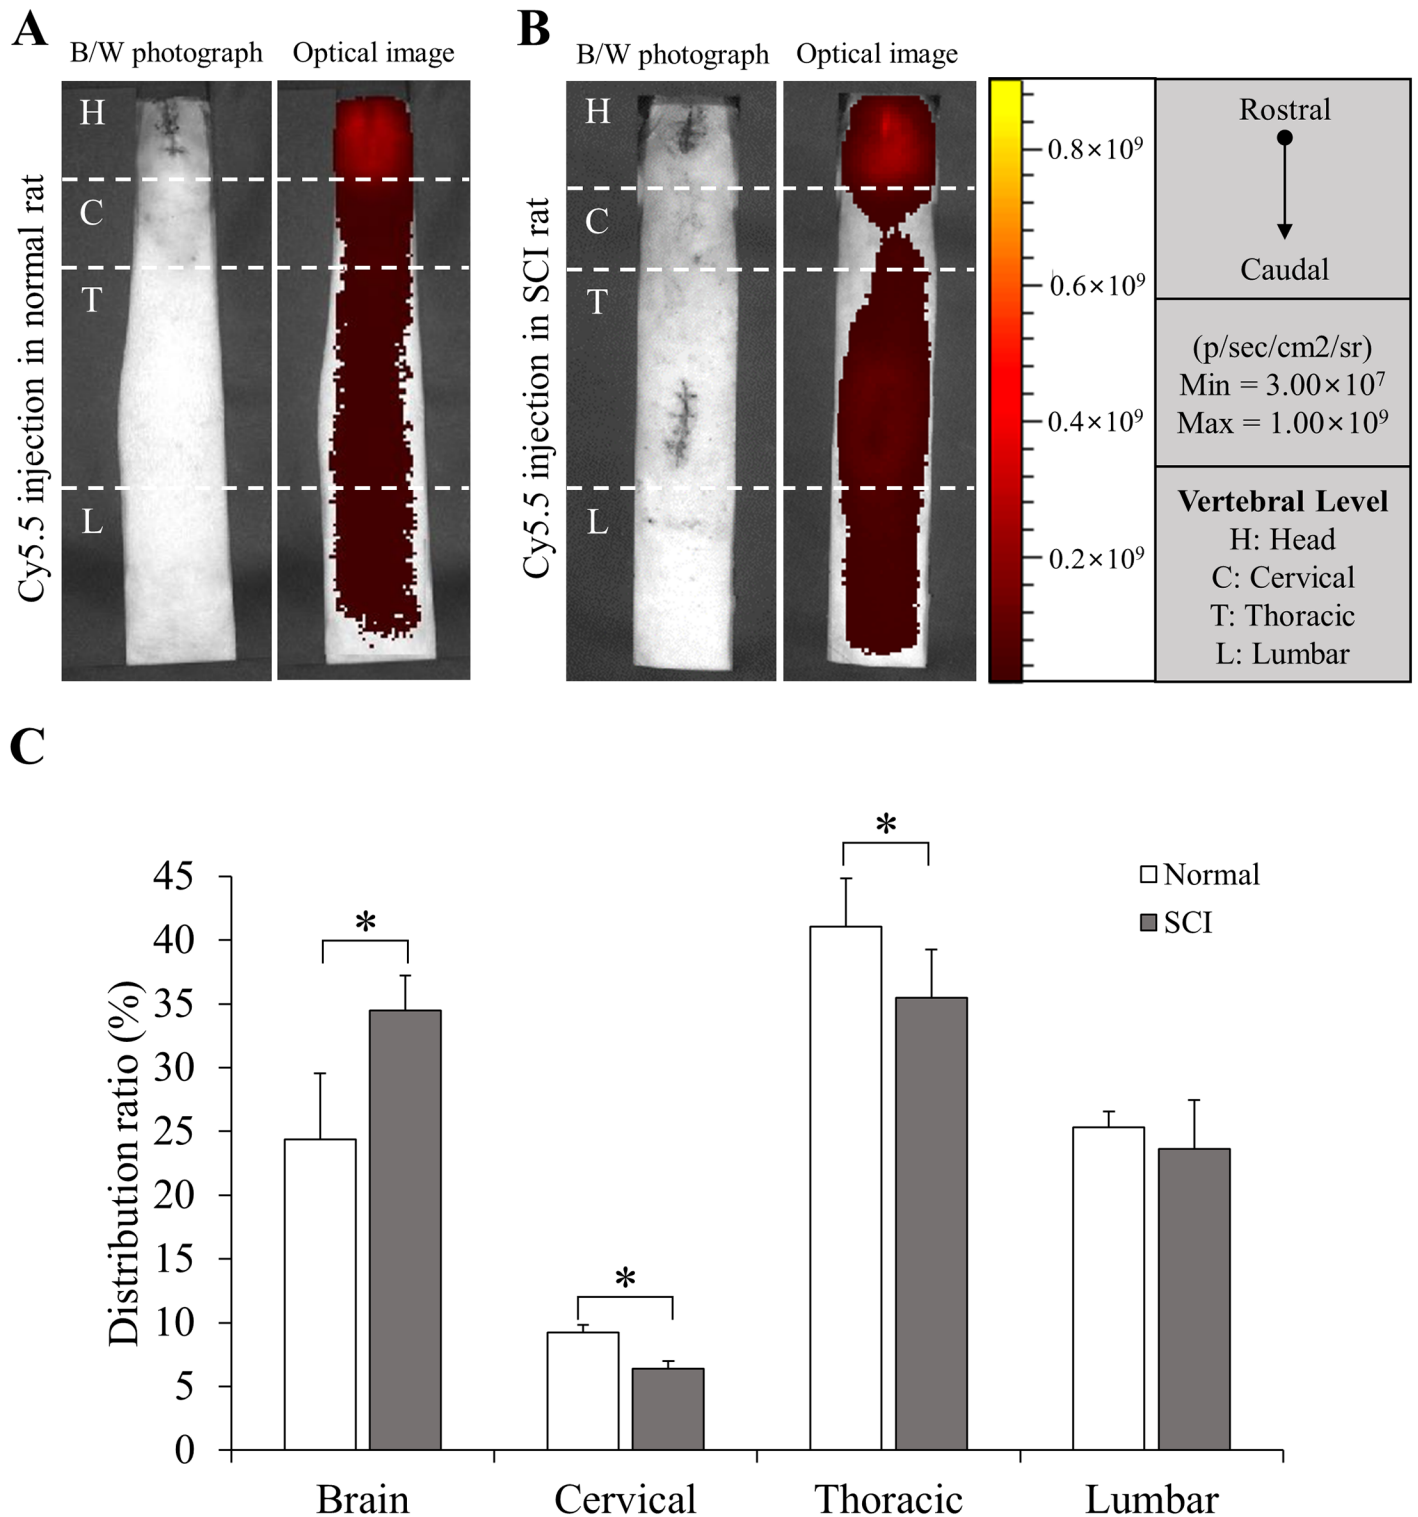 A
B/W photograph
Optical image
Cy5.5 injection in normal rat
H
C
T
L
B
B/W photograph
Optical image
Cy5.5 injection in SCI rat
H
C
T
L
0.8×10⁹
0.6×10⁹
0.4×10⁹
0.2×10⁹
Rostral
Caudal
(p/sec/cm2/sr)
Min = 3.00×10⁷
Max = 1.00×10⁹
Vertebral Level
H: Head
C: Cervical
T: Thoracic
L: Lumbar
C
Distribution ratio (%)
45
40
35
30
25
20
15
10
5
0
*
*
*
Normal
SCI
Brain
Cervical
Thoracic
Lumbar